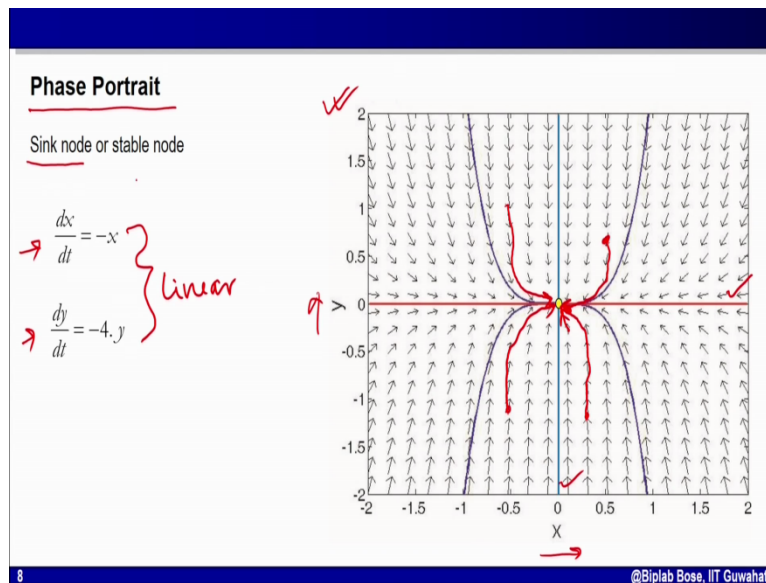 Phase Portrait
Sink node or stable node
dx/dt = -x
dy/dt = -4.y
Linear
2
1.5
1
0.5
0
-0.5
-1
-1.5
-2
y
-2 -1.5 -1 -0.5 0 0.5 1 1.5 2
X
8
@Biplab Bose, IIT Guwahat